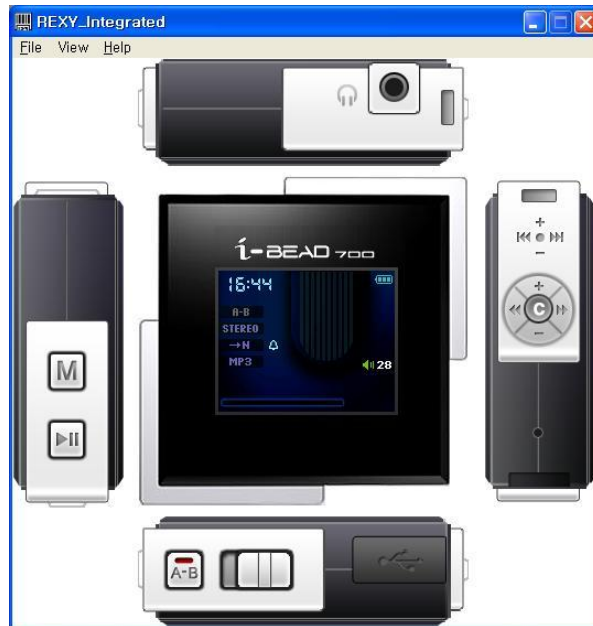 REXY_Integrated
File View Help
i-BEAD 700
16:44
A-B
STEREO
→N
MP3
28
M
C
A-B